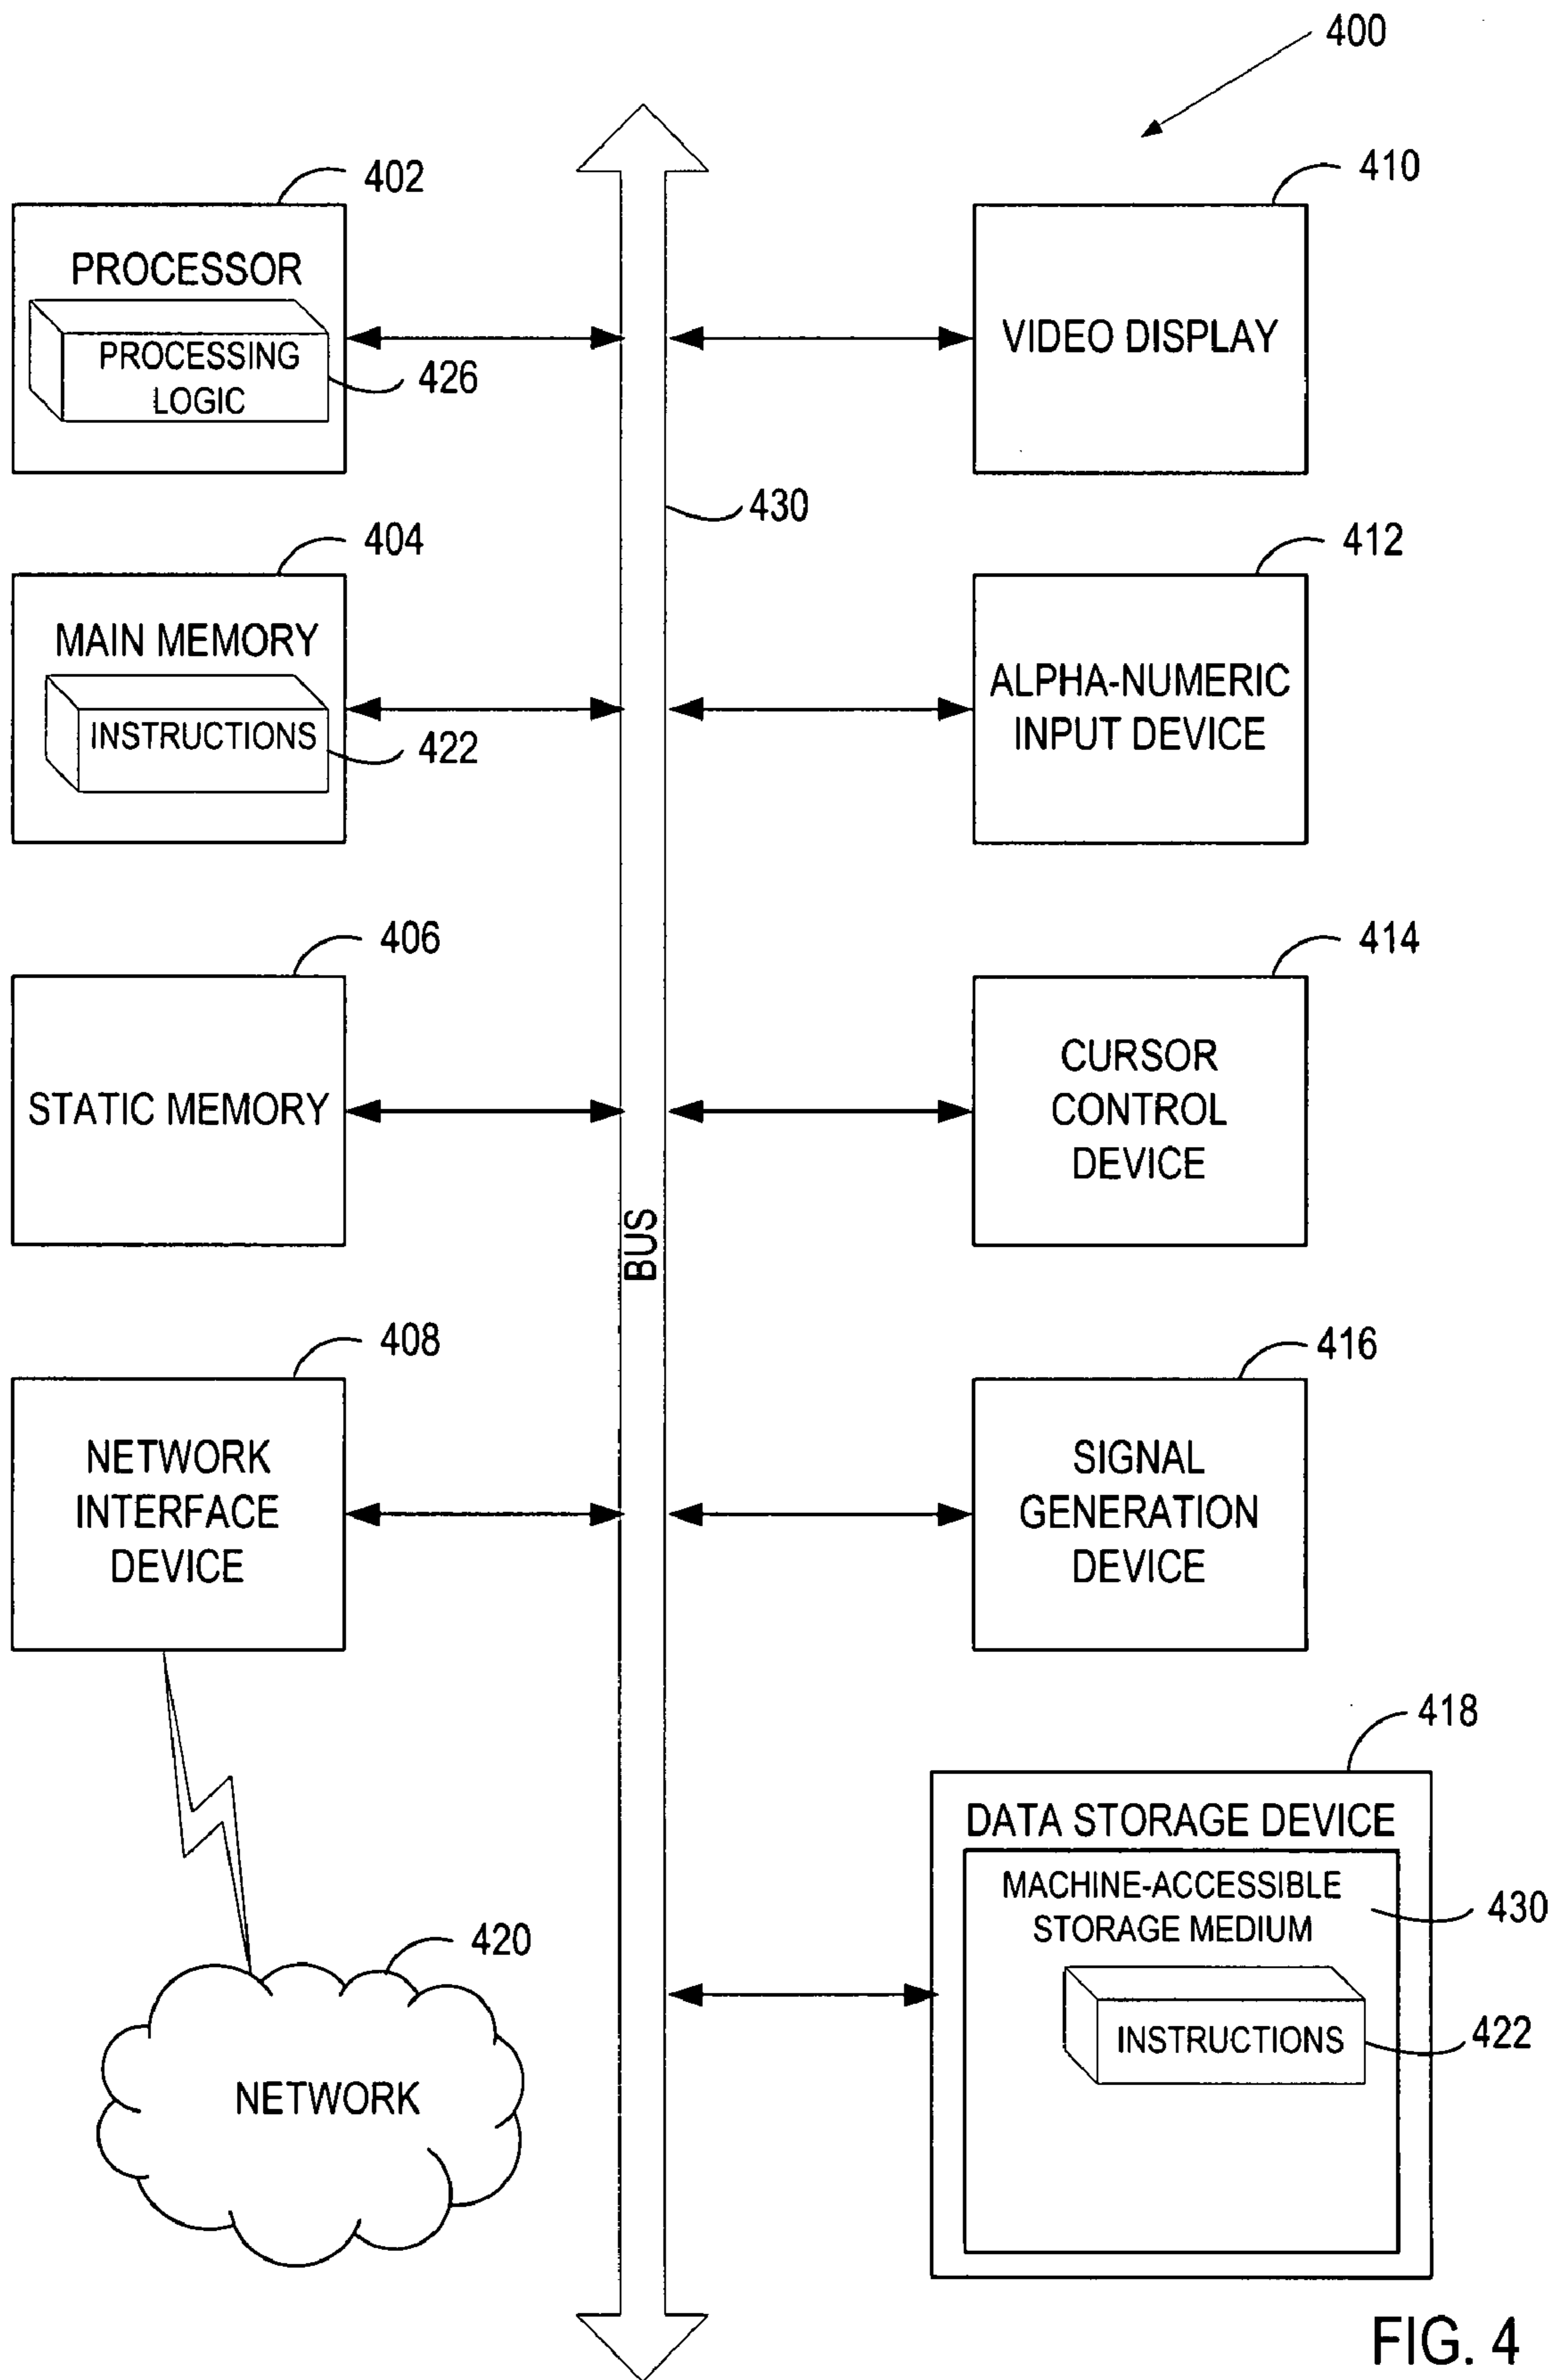 400
402
PROCESSOR
PROCESSING
LOGIC
426
410
VIDEO DISPLAY
430
404
MAIN MEMORY
INSTRUCTIONS
422
412
ALPHA-NUMERIC
INPUT DEVICE
406
STATIC MEMORY
414
CURSOR
CONTROL
DEVICE
BUS
408
NETWORK
INTERFACE
DEVICE
416
SIGNAL
GENERATION
DEVICE
418
DATA STORAGE DEVICE
MACHINE-ACCESSIBLE
STORAGE MEDIUM
430
INSTRUCTIONS
422
420
NETWORK
FIG. 4